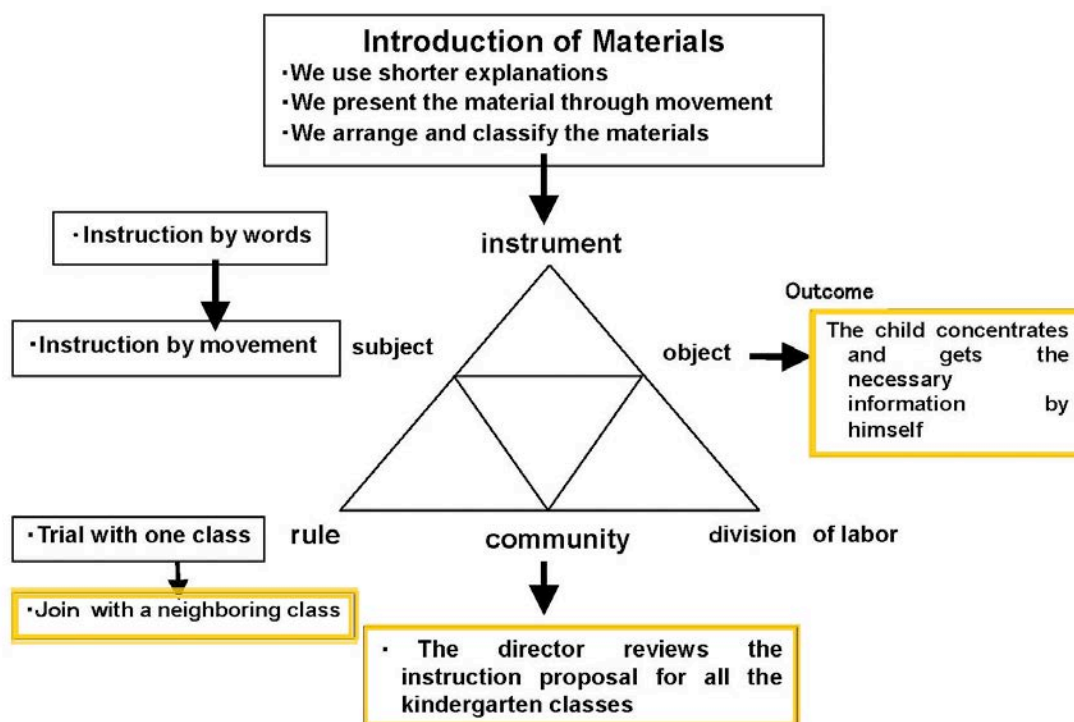 Introduction of Materials
·We use shorter explanations
·We present the material through movement
·We arrange and classify the materials
·Instruction by words
instrument
Outcome
·Instruction by movement
subject
object
The child concentrates
and gets the
necessary
information by
himself
·Trial with one class
rule
community
division of labor
·Join with a neighboring class
· The director reviews the
instruction proposal for all the
kindergarten classes